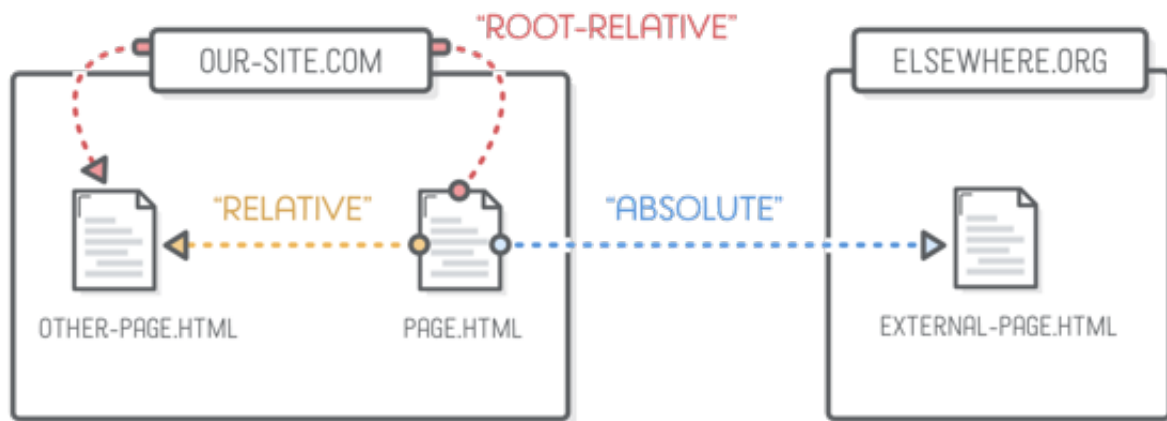 “ROOT-RELATIVE”
OUR-SITE.COM
ELSEWHERE.ORG
“RELATIVE”
“ABSOLUTE”
OTHER-PAGE.HTML
PAGE.HTML
EXTERNAL-PAGE.HTML